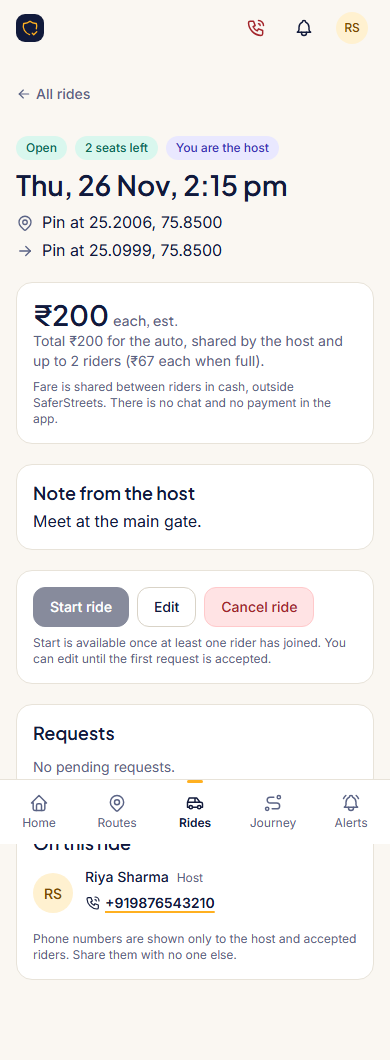 RS
← All rides
Open
2 seats left
You are the host
Thu, 26 Nov, 2:15 pm
Pin at 25.2006, 75.8500
→ Pin at 25.0999, 75.8500
₹200 each, est.
Total ₹200 for the auto, shared by the host and
up to 2 riders (₹67 each when full).
Fare is shared between riders in cash, outside
SaferStreets. There is no chat and no payment in the
app.
Note from the host
Meet at the main gate.
Start ride
Edit
Cancel ride
Start is available once at least one rider has joined. You
can edit until the first request is accepted.
Requests
No pending requests.
Home
Routes
Rides
Journey
Alerts
On this ride
RS
Riya Sharma Host
+919876543210
Phone numbers are shown only to the host and accepted
riders. Share them with no one else.